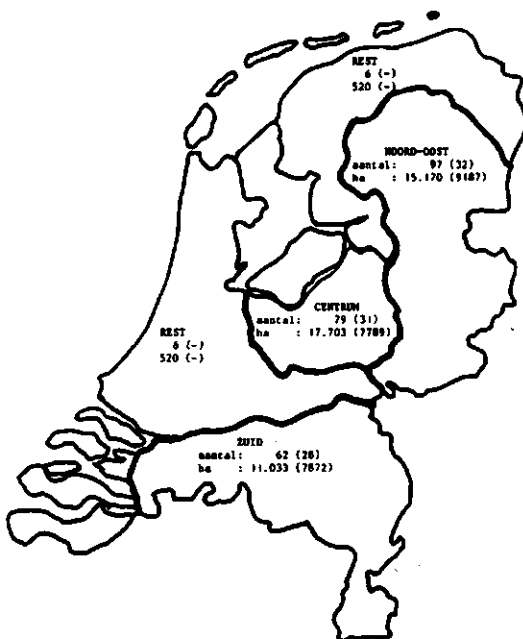 REST
6 (-)
520 (-)
NOORD-OOST
aantal: 97 (32)
ha : 15.170 (9187)
CENTRUM
aantal: 79 (31)
ha : 17.703 (7789)
REST
6 (-)
520 (-)
ZUID
aantal: 62 (28)
ha : 11.033 (7872)